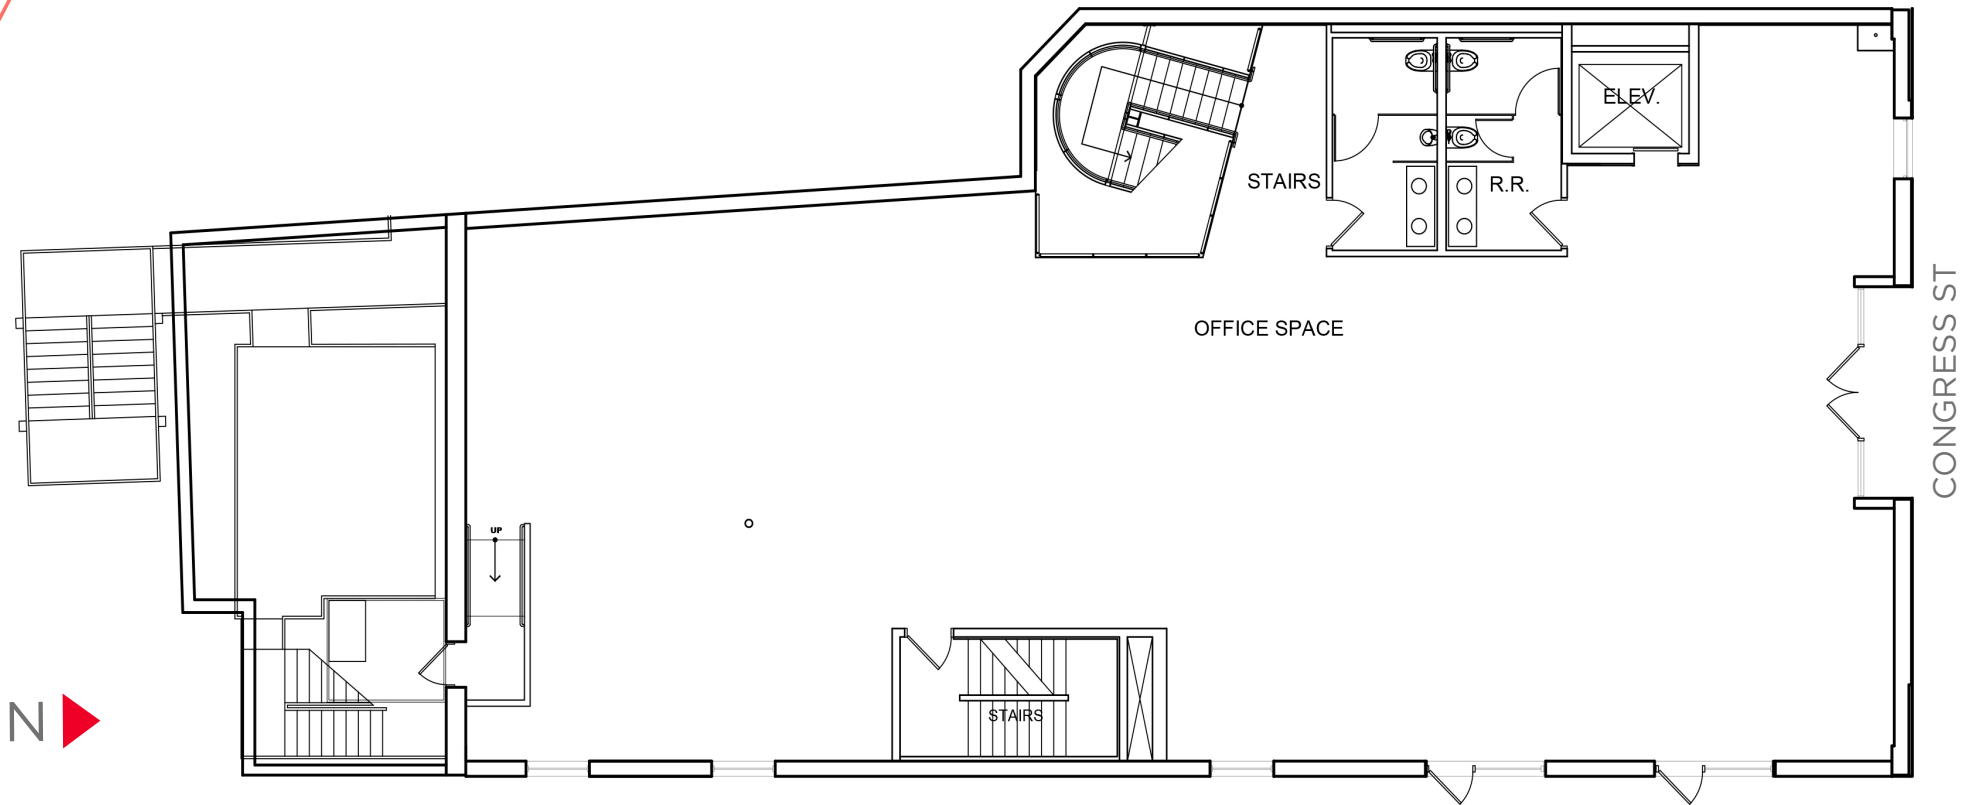 ELEV.
STAIRS
R.R.
OFFICE SPACE
CONGRESS ST
UP
N
STAIRS